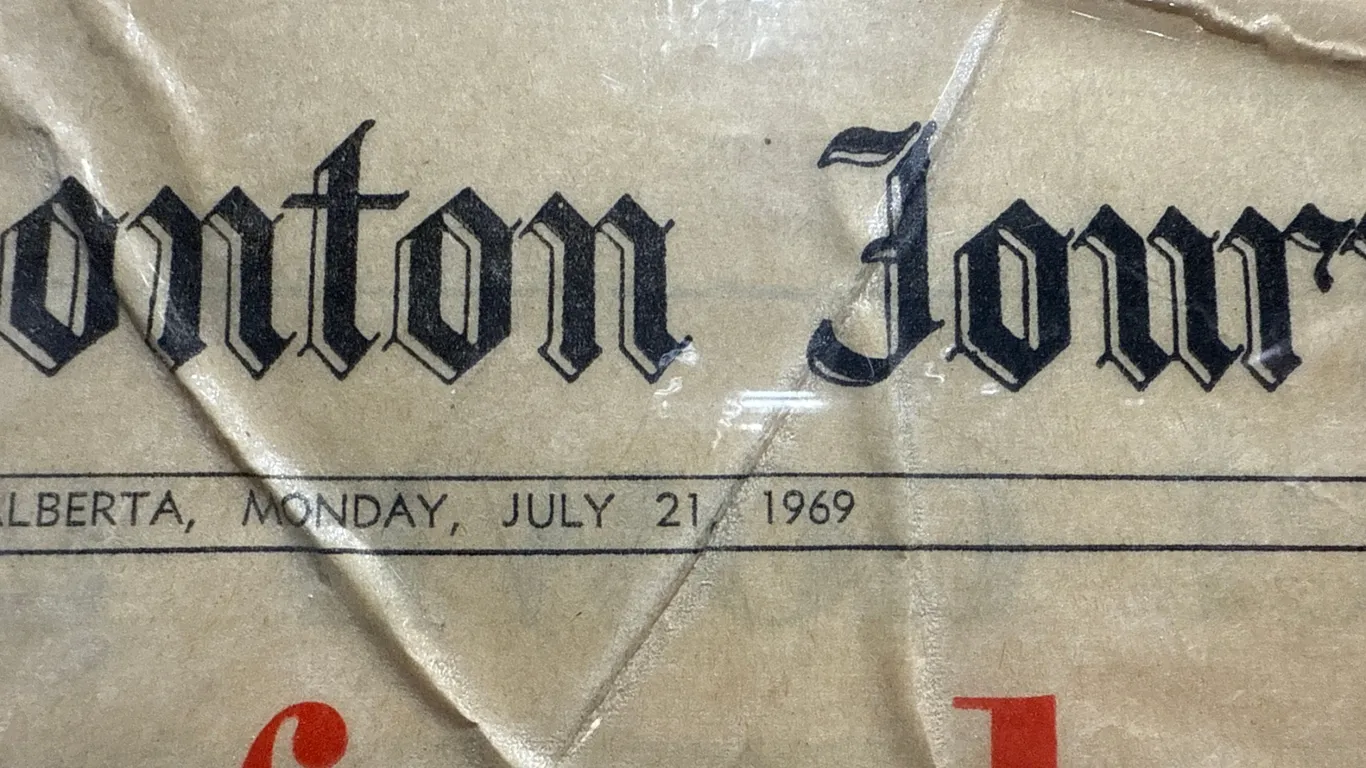 onton Jour
ALBERTA, MONDAY, JULY 21, 1969